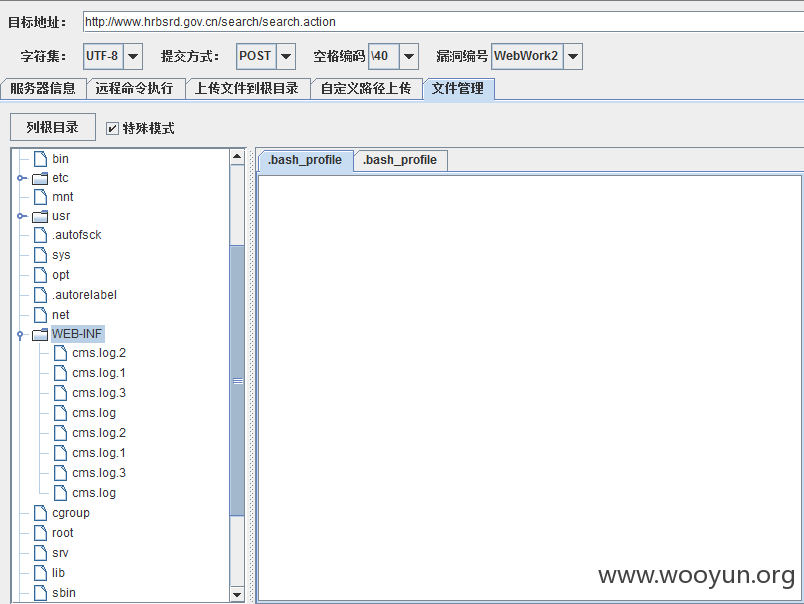 目标地址： http://www.hrbsrd.gov.cn/search/search.action
字符集： UTF-8 提交方式： POST 空格编码 \40 漏洞编号 WebWork2
服务器信息 远程命令执行 上传文件到根目录 自定义路径上传 文件管理
列根目录 特殊模式
bin
etc
mnt
usr
.autofsck
sys
opt
.autorelabel
net
WEB-INF
cms.log.2
cms.log.1
cms.log.3
cms.log
cms.log.2
cms.log.1
cms.log.3
cms.log
cgroup
root
srv
lib
sbin
.bash_profile .bash_profile
www.wooyun.org